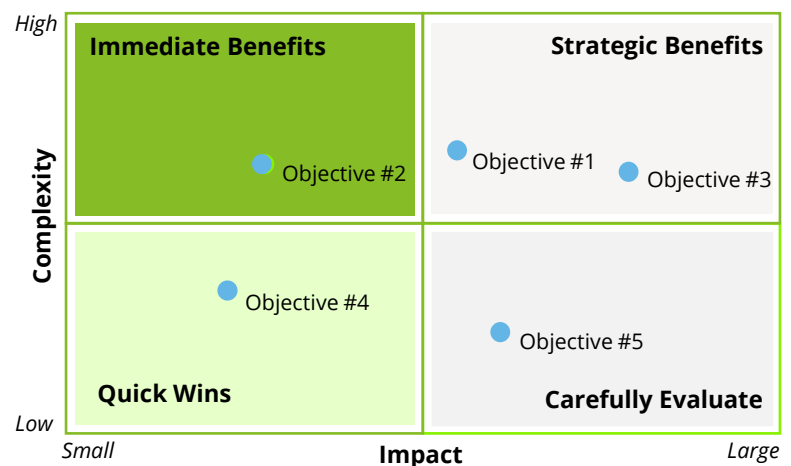 High
Immediate Benefits
Strategic Benefits
Objective #1
Objective #2
Objective #3
Complexity
Objective #4
Objective #5
Quick Wins
Carefully Evaluate
Low
Small
Impact
Large